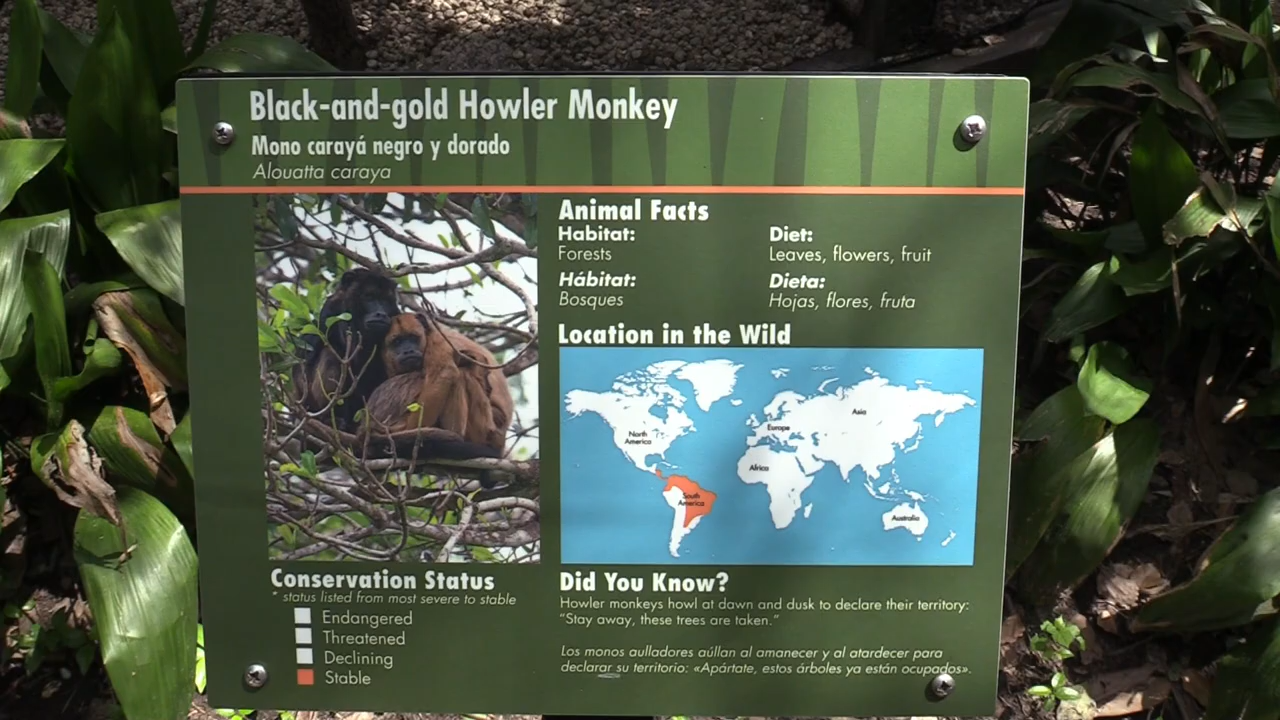 Black-and-gold Howler Monkey
Mono carayá negro y dorado
Alouatta caraya
Animal Facts
Habitat:
Forests
Hábitat:
Bosques
Diet:
Leaves, flowers, fruit
Dieta:
Hojas, flores, fruta
Location in the Wild
North
America
South
America
Europe
Africa
Asia
Australia
Conservation Status
* status listed from most severe to stable
Endangered
Threatened
Declining
Stable
Did You Know?
Howler monkeys howl at dawn and dusk to declare their territory:
“Stay away, these trees are taken.”
Los monos aulladores aúllan al amanecer y al atardecer para
declarar su territorio: «Apártate, estos árboles ya están ocupados».